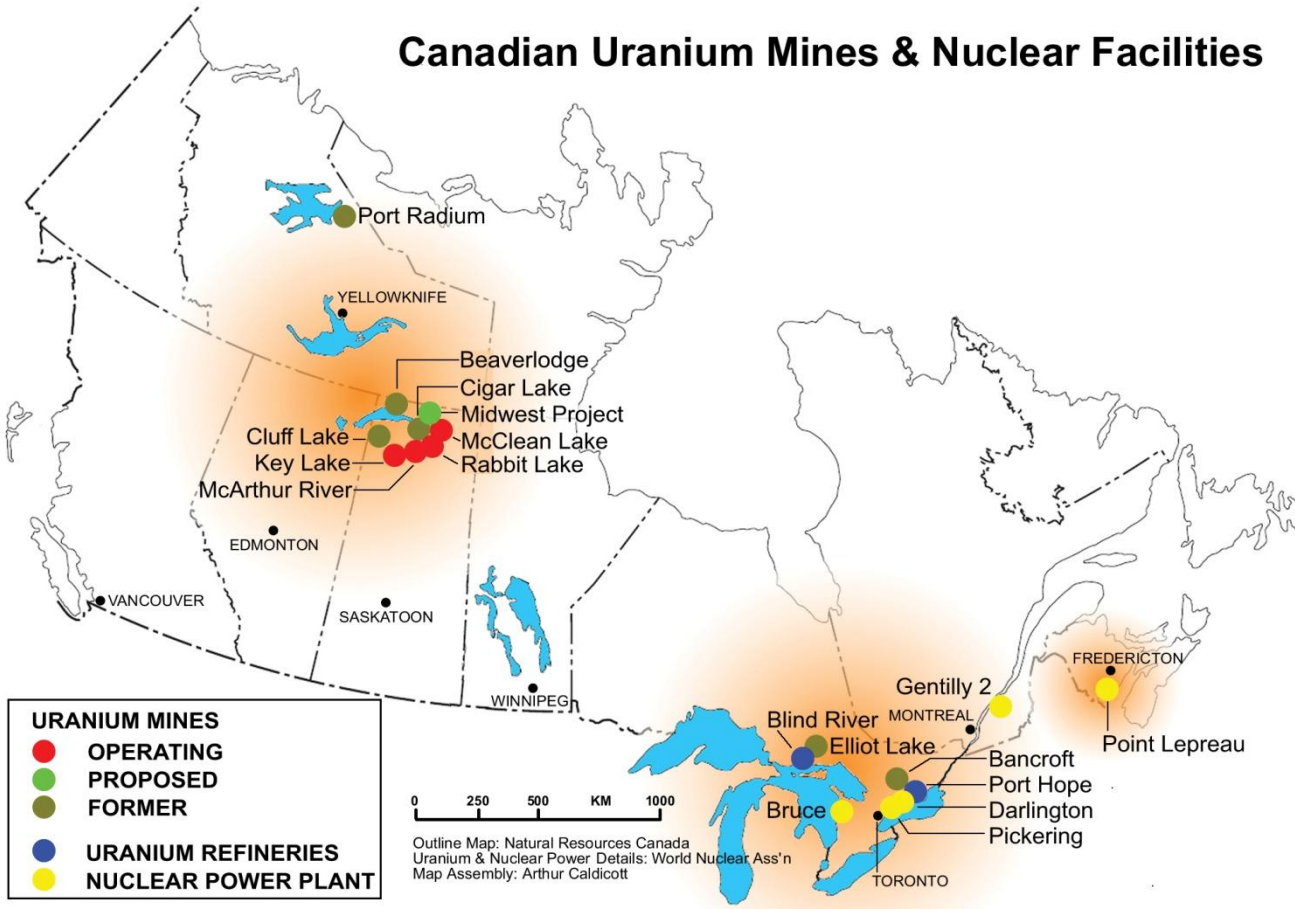 Canadian Uranium Mines & Nuclear Facilities
Port Radium
YELLOWKNIFE
Beaverlodge
Cigar Lake
Midwest Project
Cluff Lake
McClean Lake
Key Lake
Rabbit Lake
McArthur River
EDMONTON
VANCOUVER
SASKATOON
WINNIPEG
FREDERICTON
Gentilly 2
MONTREAL
Point Lepreau
Blind River
Elliot Lake
Bancroft
Port Hope
Bruce
Darlington
Pickering
TORONTO
URANIUM MINES
OPERATING
PROPOSED
FORMER
URANIUM REFINERIES
NUCLEAR POWER PLANT
0 250 500 KM 1000
Outline Map: Natural Resources Canada
Uranium & Nuclear Power Details: World Nuclear Ass'n
Map Assembly: Arthur Caldicott